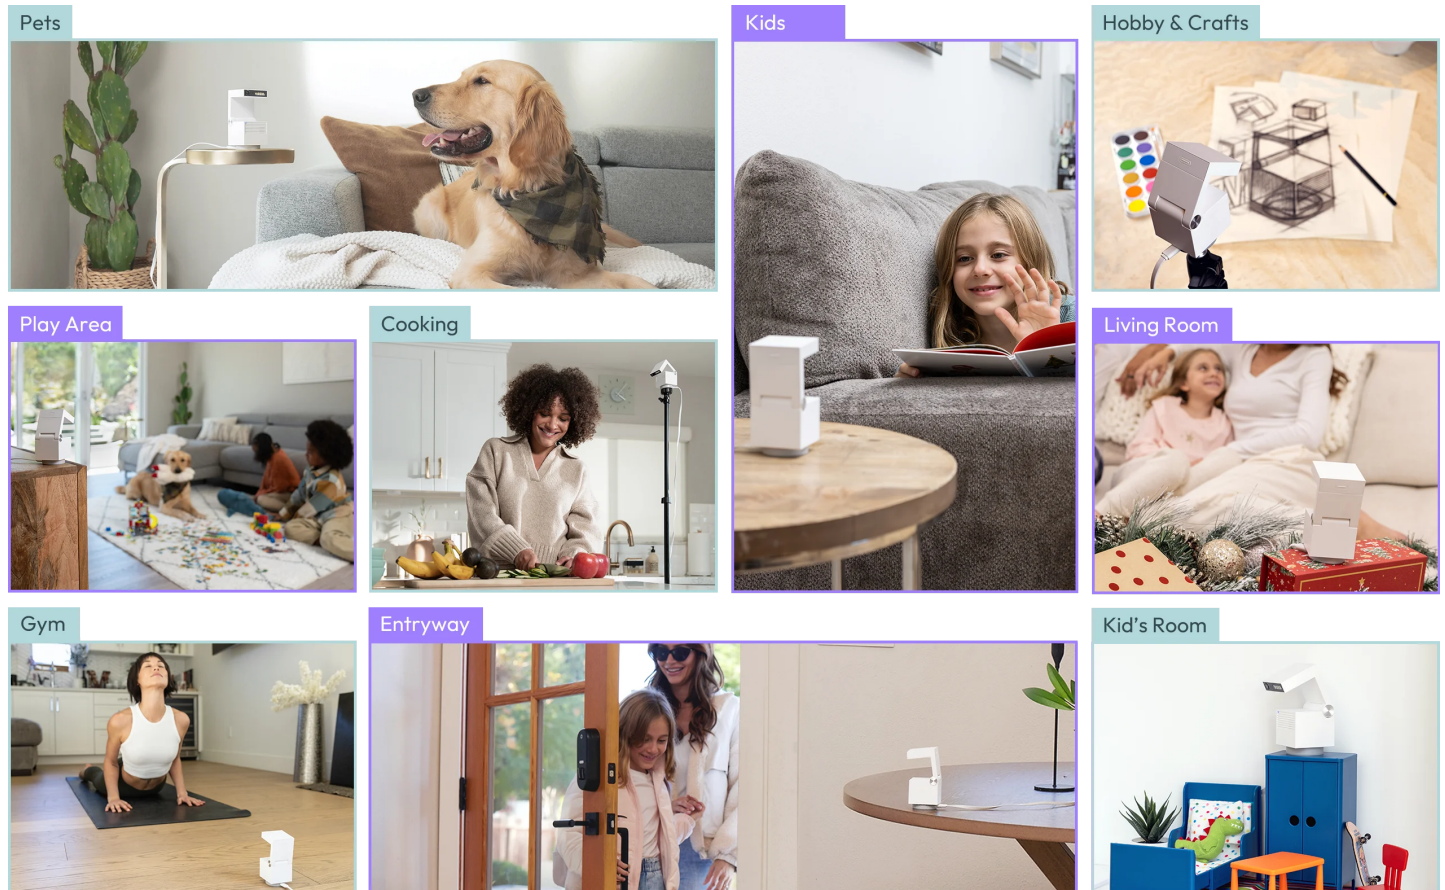 Pets
Kids
Hobby & Crafts
Play Area
Cooking
Living Room
Gym
Entryway
Kid's Room